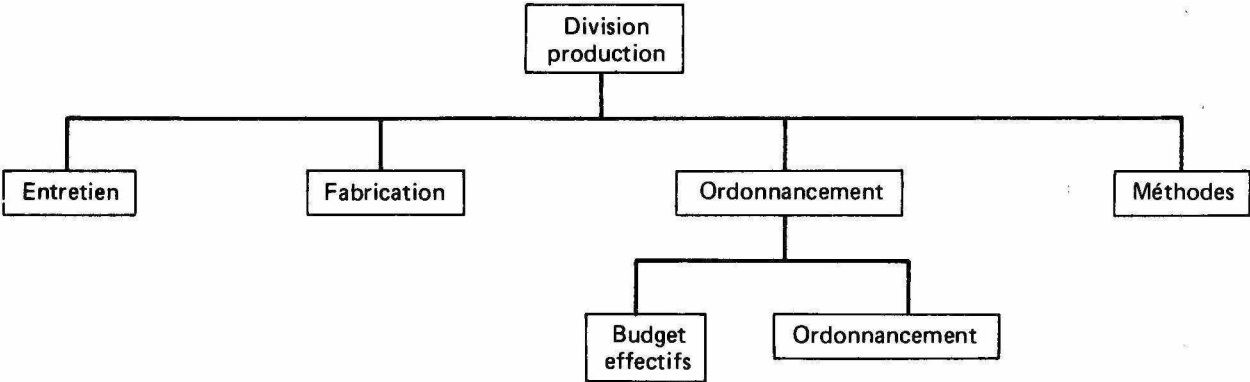 Division
production
Entretien
Fabrication
Ordonnancement
Méthodes
Budget
effectifs
Ordonnancement